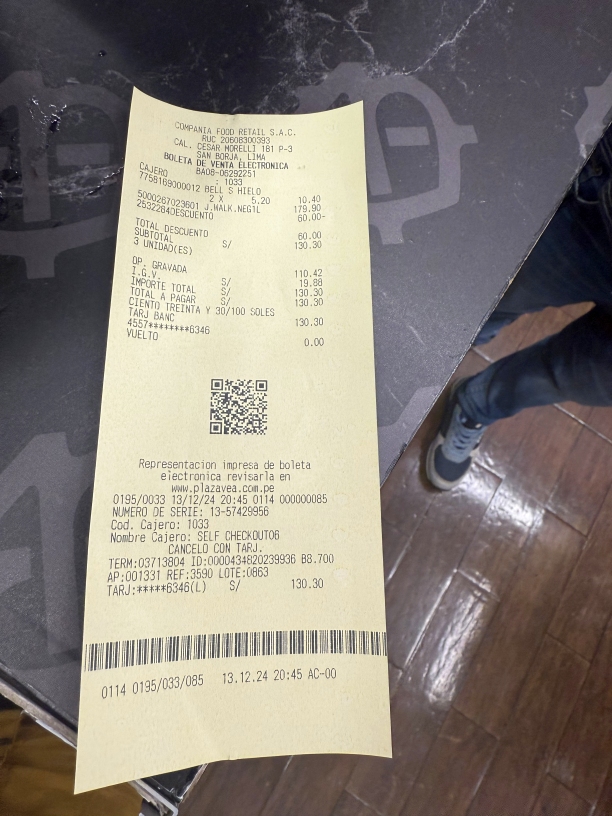 COMPANIA FOOD RETAIL S.A.C.
RUC 20608300393
CAL. CESAR MORELLI 181 P-3
SAN BORJA, LIMA
BOLETA DE VENTA ELECTRONICA
BA08-06292251
CAJERO : 1033
7758169000012 BELL S HIELO
2 X 5.20 10.40
5000267023601 J.WALK.NEG1L 179.90
2532284DESCUENTO 60.00-
TOTAL DESCUENTO 60.00
SUBTOTAL S/ 130.30
3 UNIDAD(ES)
OP. GRAVADA 110.42
I.G.V. S/ 19.88
IMPORTE TOTAL S/ 130.30
TOTAL A PAGAR S/ 130.30
CIENTO TREINTA Y 30/100 SOLES
TARJ BANC 130.30
4557********6346
VUELTO 0.00
Representacion impresa de boleta
electronica revisarla en
www.plazavea.com.pe
0195/0033 13/12/24 20:45 0114 000000085
NUMERO DE SERIE: 13-57429956
Cod. Cajero: 1033
Nombre Cajero: SELF CHECKOUT06
CANCELO CON TARJ.
TERM:03713804 ID:0000434820239936 B8.700
AP:001331 REF:3590 LOTE:0863
TARJ:*****6346(L) S/ 130.30
0114 0195/033/085 13.12.24 20:45 AC-00